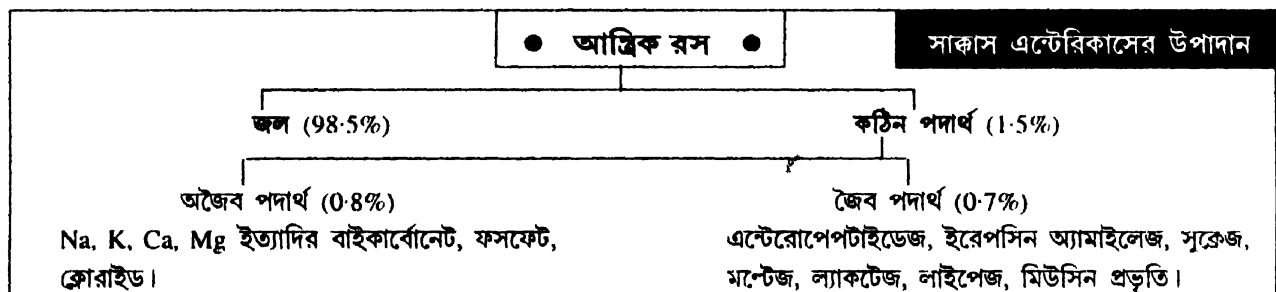 ● আন্ত্রিক রস ●
সাক্কাস এন্টেরিকাসের উপাদান
জল (98·5%)
কঠিন পদার্থ (1·5%)
অজৈব পদার্থ (0·8%)
জৈব পদার্থ (0·7%)
Na, K, Ca, Mg ইত্যাদির বাইকার্বোনেট, ফসফেট,
ক্লোরাইড।
এন্টেরোপেপটাইডেজ, ইরেপসিন অ্যামাইলেজ, সুক্রেজ,
মল্টেজ, ল্যাকটেজ, লাইপেজ, মিউসিন প্রভৃতি।